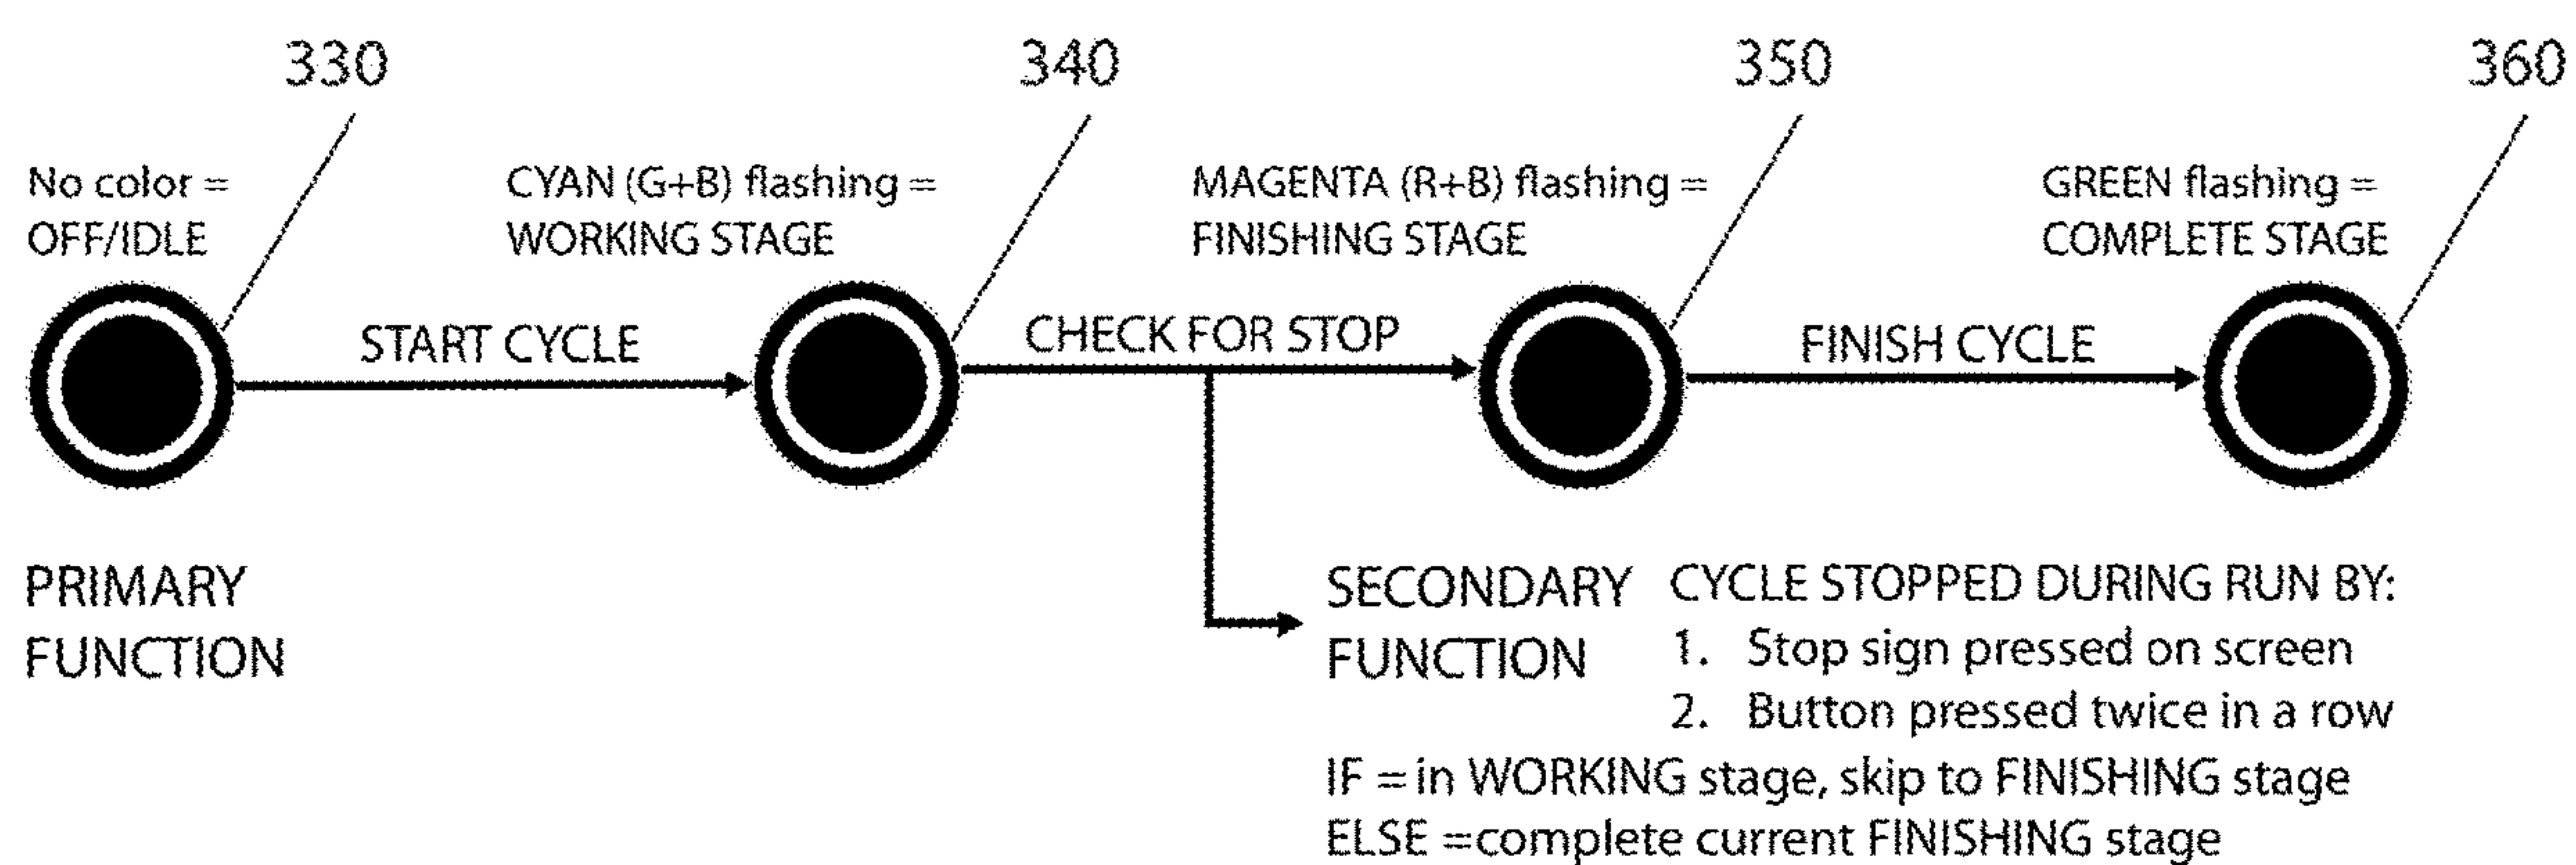 330
340
350
360
No color =
OFF/IDLE
CYAN (G+B) flashing =
WORKING STAGE
MAGENTA (R+B) flashing =
FINISHING STAGE
GREEN flashing =
COMPLETE STAGE
START CYCLE
CHECK FOR STOP
FINISH CYCLE
PRIMARY
FUNCTION
SECONDARY
FUNCTION
CYCLE STOPPED DURING RUN BY:
1. Stop sign pressed on screen
2. Button pressed twice in a row
IF = in WORKING stage, skip to FINISHING stage
ELSE =complete current FINISHING stage